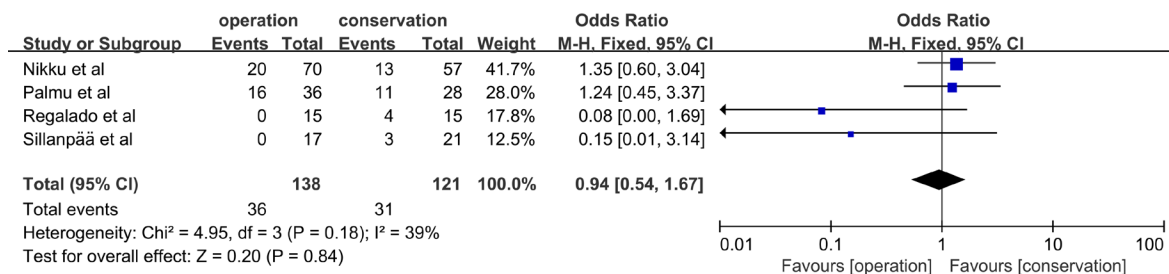 operation conservation Odds Ratio Odds Ratio
Study or Subgroup Events Total Events Total Weight M-H, Fixed, 95% CI M-H, Fixed, 95% CI
Nikku et al 20 70 13 57 41.7% 1.35 [0.60, 3.04]
Palmu et al 16 36 11 28 28.0% 1.24 [0.45, 3.37]
Regalado et al 0 15 4 15 17.8% 0.08 [0.00, 1.69]
Sillanpää et al 0 17 3 21 12.5% 0.15 [0.01, 3.14]
Total (95% CI) 138 121 100.0% 0.94 [0.54, 1.67]
Total events 36 31
Heterogeneity: Chi² = 4.95, df = 3 (P = 0.18); I² = 39%
Test for overall effect: Z = 0.20 (P = 0.84)
0.01 0.1 1 10 100
Favours [operation] Favours [conservation]